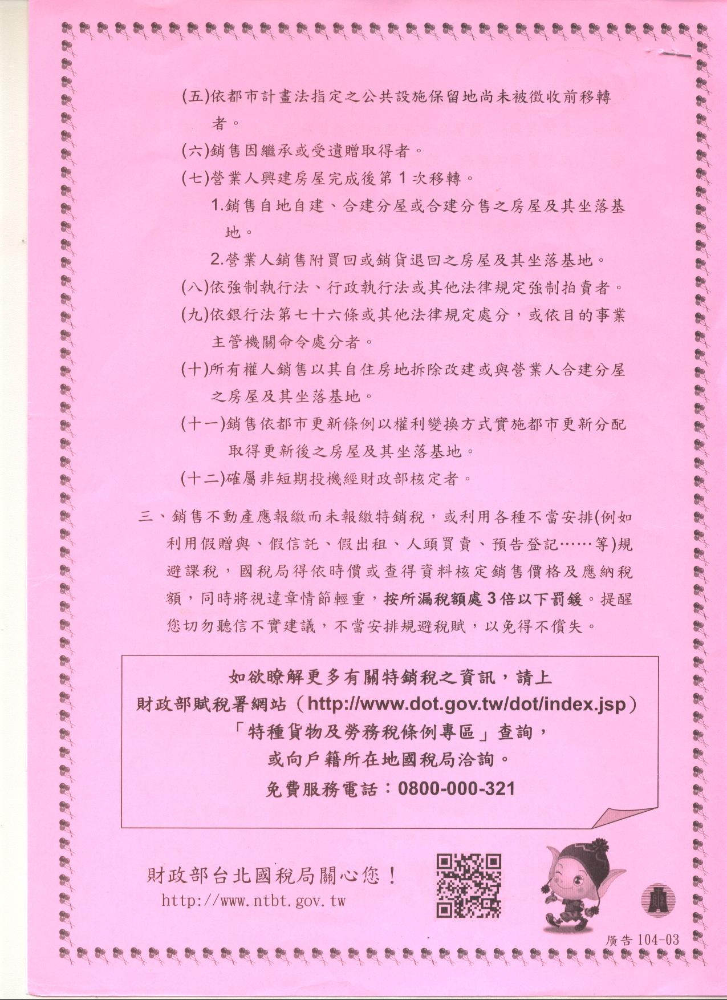 (五)依都市計畫法指定之公共設施保留地尚未被徵收前移轉
者。
(六)銷售因繼承或受遺贈取得者。
(七)營業人興建房屋完成後第 1 次移轉。
1.銷售自地自建、合建分屋或合建分售之房屋及其坐落基
地。
2.營業人銷售附買回或銷貨退回之房屋及其坐落基地。
(八)依強制執行法、行政執行法或其他法律規定強制拍賣者。
(九)依銀行法第七十六條或其他法律規定處分，或依目的事業
主管機關命令處分者。
(十)所有權人銷售以其自住房地拆除改建或與營業人合建分屋
之房屋及其坐落基地。
(十一)銷售依都市更新條例以權利變換方式實施都市更新分配
取得更新後之房屋及其坐落基地。
(十二)確屬非短期投機經財政部核定者。
三、銷售不動產應報繳而未報繳特銷稅，或利用各種不當安排(例如
利用假贈與、假信託、假出租、人頭買賣、預告登記……等)規
避課稅，國稅局得依時價或查得資料核定銷售價格及應納稅
額，同時將視違章情節輕重，按所漏稅額處 3 倍以下罰鍰。提醒
您切勿聽信不實建議，不當安排規避稅賦，以免得不償失。
如欲瞭解更多有關特銷稅之資訊，請上
財政部賦稅署網站（http://www.dot.gov.tw/dot/index.jsp）
「特種貨物及勞務稅條例專區」查詢，
或向戶籍所在地國稅局洽詢。
免費服務電話：0800-000-321
財政部台北國稅局關心您！
http://www.ntbt.gov.tw
廣告 104-03